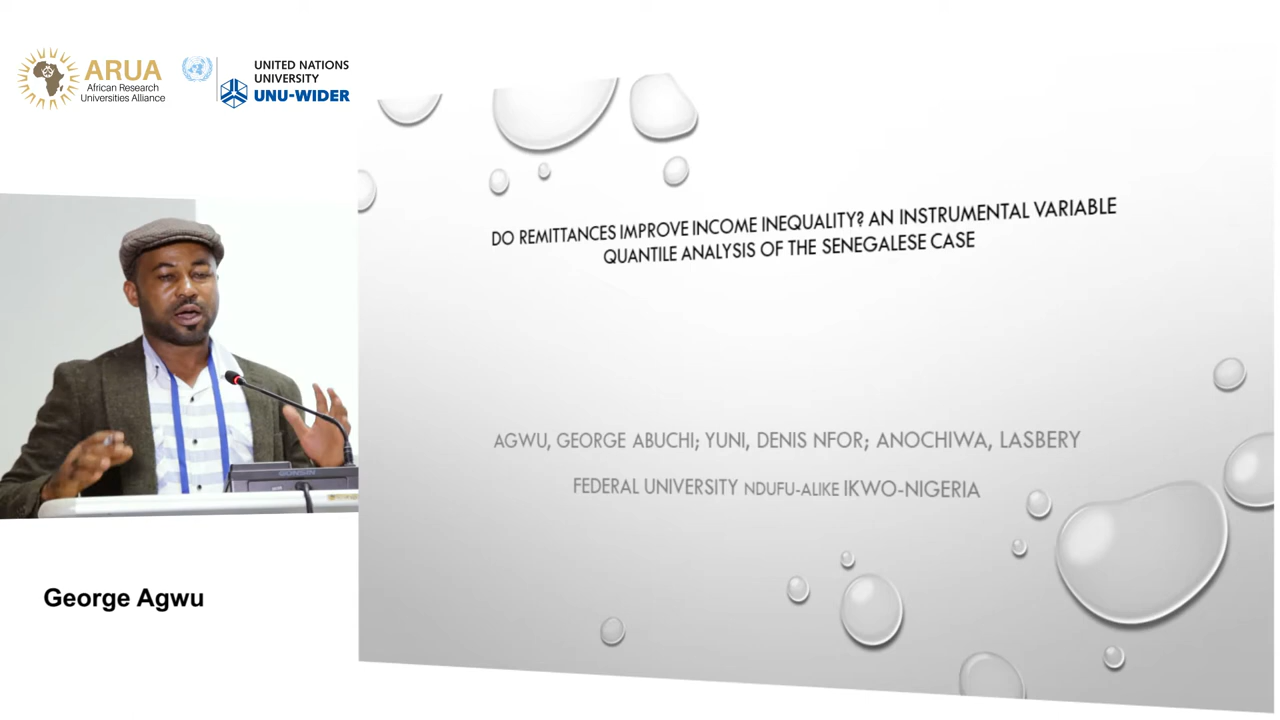 ARUA
African Research
Universities Alliance
UNITED NATIONS
UNIVERSITY
UNU-WIDER
DO REMITTANCES IMPROVE INCOME INEQUALITY? AN INSTRUMENTAL VARIABLE
QUANTILE ANALYSIS OF THE SENEGALESE CASE
AGWU, GEORGE ABUCHI; YUNI, DENIS NFOR; ANOCHIWA, LASBERY
FEDERAL UNIVERSITY NDUFU-ALIKE IKWO-NIGERIA
George Agwu